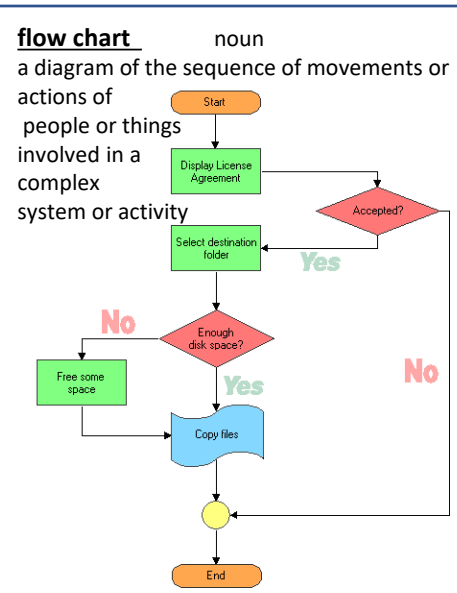 flow chart noun
a diagram of the sequence of movements or
actions of
people or things
involved in a
complex
system or activity
Start
Display License
Agreement
Accepted?
Select destination
folder
Yes
No
Enough
disk space?
No
Free some
space
Yes
Copy files
End